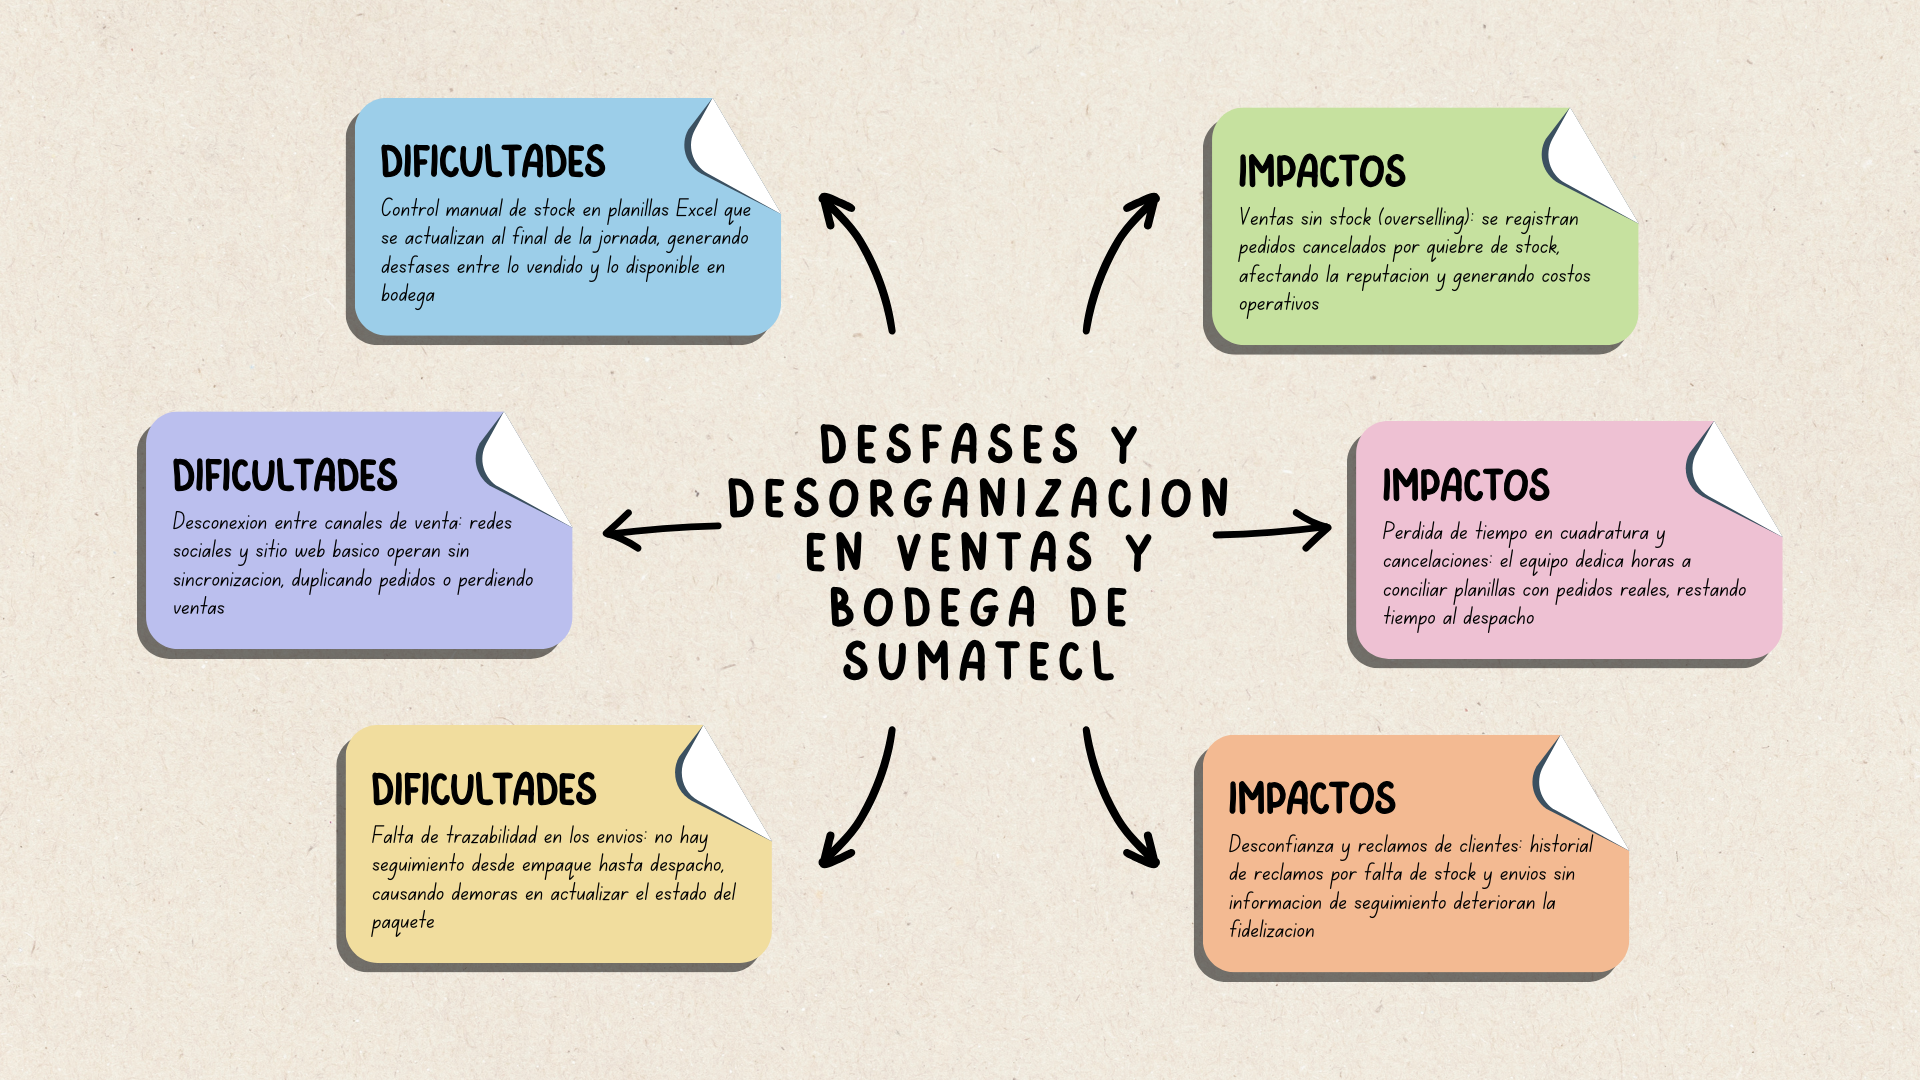 DIFICULTADES
Control manual de stock en planillas Excel que
se actualizan al final de la jornada, generando
desfases entre lo vendido y lo disponible en
bodega
IMPACTOS
Ventas sin stock (overselling): se registran
pedidos cancelados por quiebre de stock,
afectando la reputacion y generando costos
operativos
DIFICULTADES
Desconexion entre canales de venta: redes
sociales y sitio web basico operan sin
sincronizacion, duplicando pedidos o perdiendo
ventas
DESFASES Y
DESORGANIZACION
EN VENTAS Y
BODEGA DE
SUMATECL
IMPACTOS
Perdida de tiempo en cuadratura y
cancelaciones: el equipo dedica horas a
conciliar planillas con pedidos reales, restando
tiempo al despacho
DIFICULTADES
Falta de trazabilidad en los envios: no hay
seguimiento desde empaque hasta despacho,
causando demoras en actualizar el estado del
paquete
IMPACTOS
Desconfianza y reclamos de clientes: historial
de reclamos por falta de stock y envios sin
informacion de seguimiento deterioran la
fidelizacion